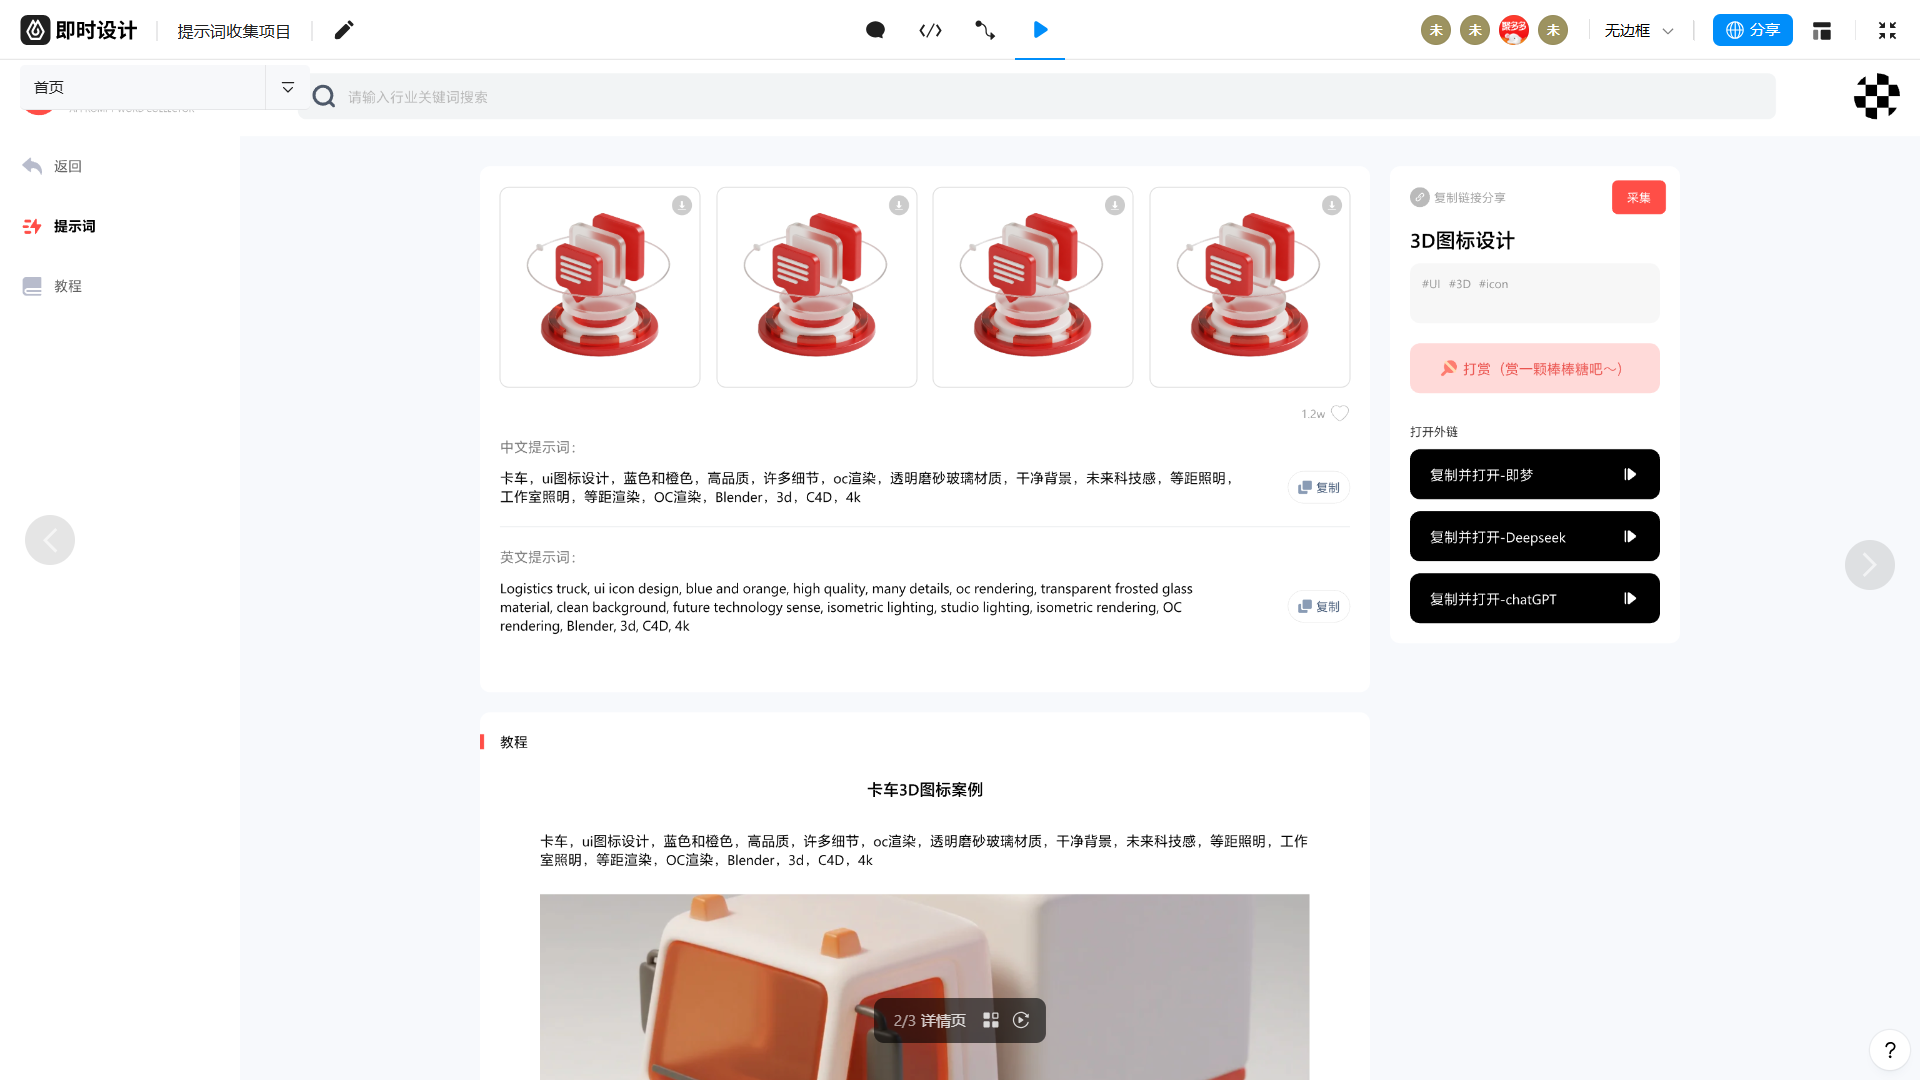 即时设计
提示词收集项目
未
未
聚多多
未
无边框
分享
首页
请输入行业关键词搜索
返回
提示词
教程
复制链接分享
采集
3D图标设计
#UI #3D #icon
打赏（赏一颗棒棒糖吧～）
打开外链
复制并打开-即梦
复制并打开-Deepseek
复制并打开-chatGPT
1.2w
中文提示词：
卡车，ui图标设计，蓝色和橙色，高品质，许多细节，oc渲染，透明磨砂玻璃材质，干净背景，未来科技感，等距照明，
工作室照明，等距渲染，OC渲染，Blender，3d，C4D，4k
复制
英文提示词：
Logistics truck, ui icon design, blue and orange, high quality, many details, oc rendering, transparent frosted glass
material, clean background, future technology sense, isometric lighting, studio lighting, isometric rendering, OC
rendering, Blender, 3d, C4D, 4k
复制
教程
卡车3D图标案例
卡车，ui图标设计，蓝色和橙色，高品质，许多细节，oc渲染，透明磨砂玻璃材质，干净背景，未来科技感，等距照明，工作
室照明，等距渲染，OC渲染，Blender，3d，C4D，4k
2/3 详情页
?